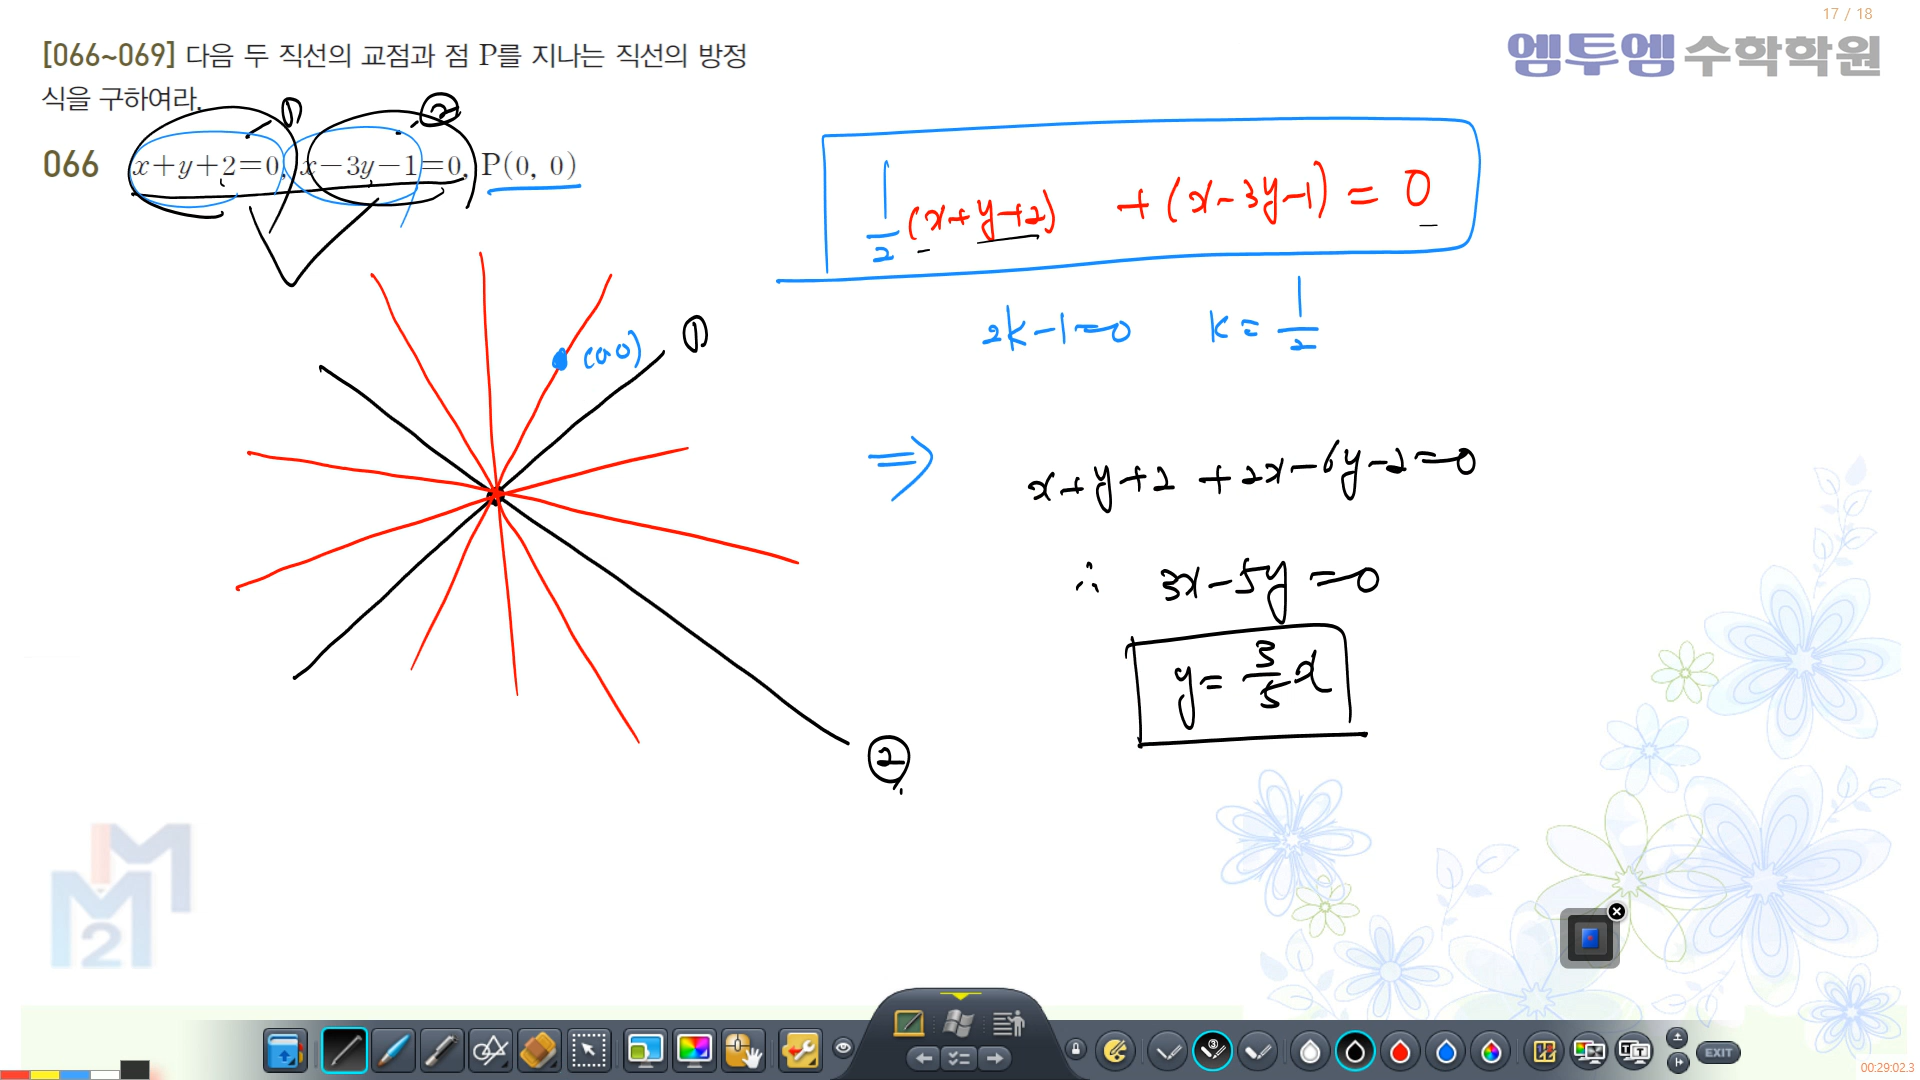 17 / 18
엠투엠 수학학원
[066~069] 다음 두 직선의 교점과 점 P를 지나는 직선의 방정
식을 구하여라.
① ②
066 x+y+2=0, x-3y-1=0, P(0, 0)
1/2 (x+y+2) + (x-3y-1) = 0
2k-1=0 k=1/2
①
(0,0)
⇒ x+y+2 +2x-6y-2=0
∴ 3x-5y=0
y=3/5 x
②
M2M
EXIT
00:29:02.3